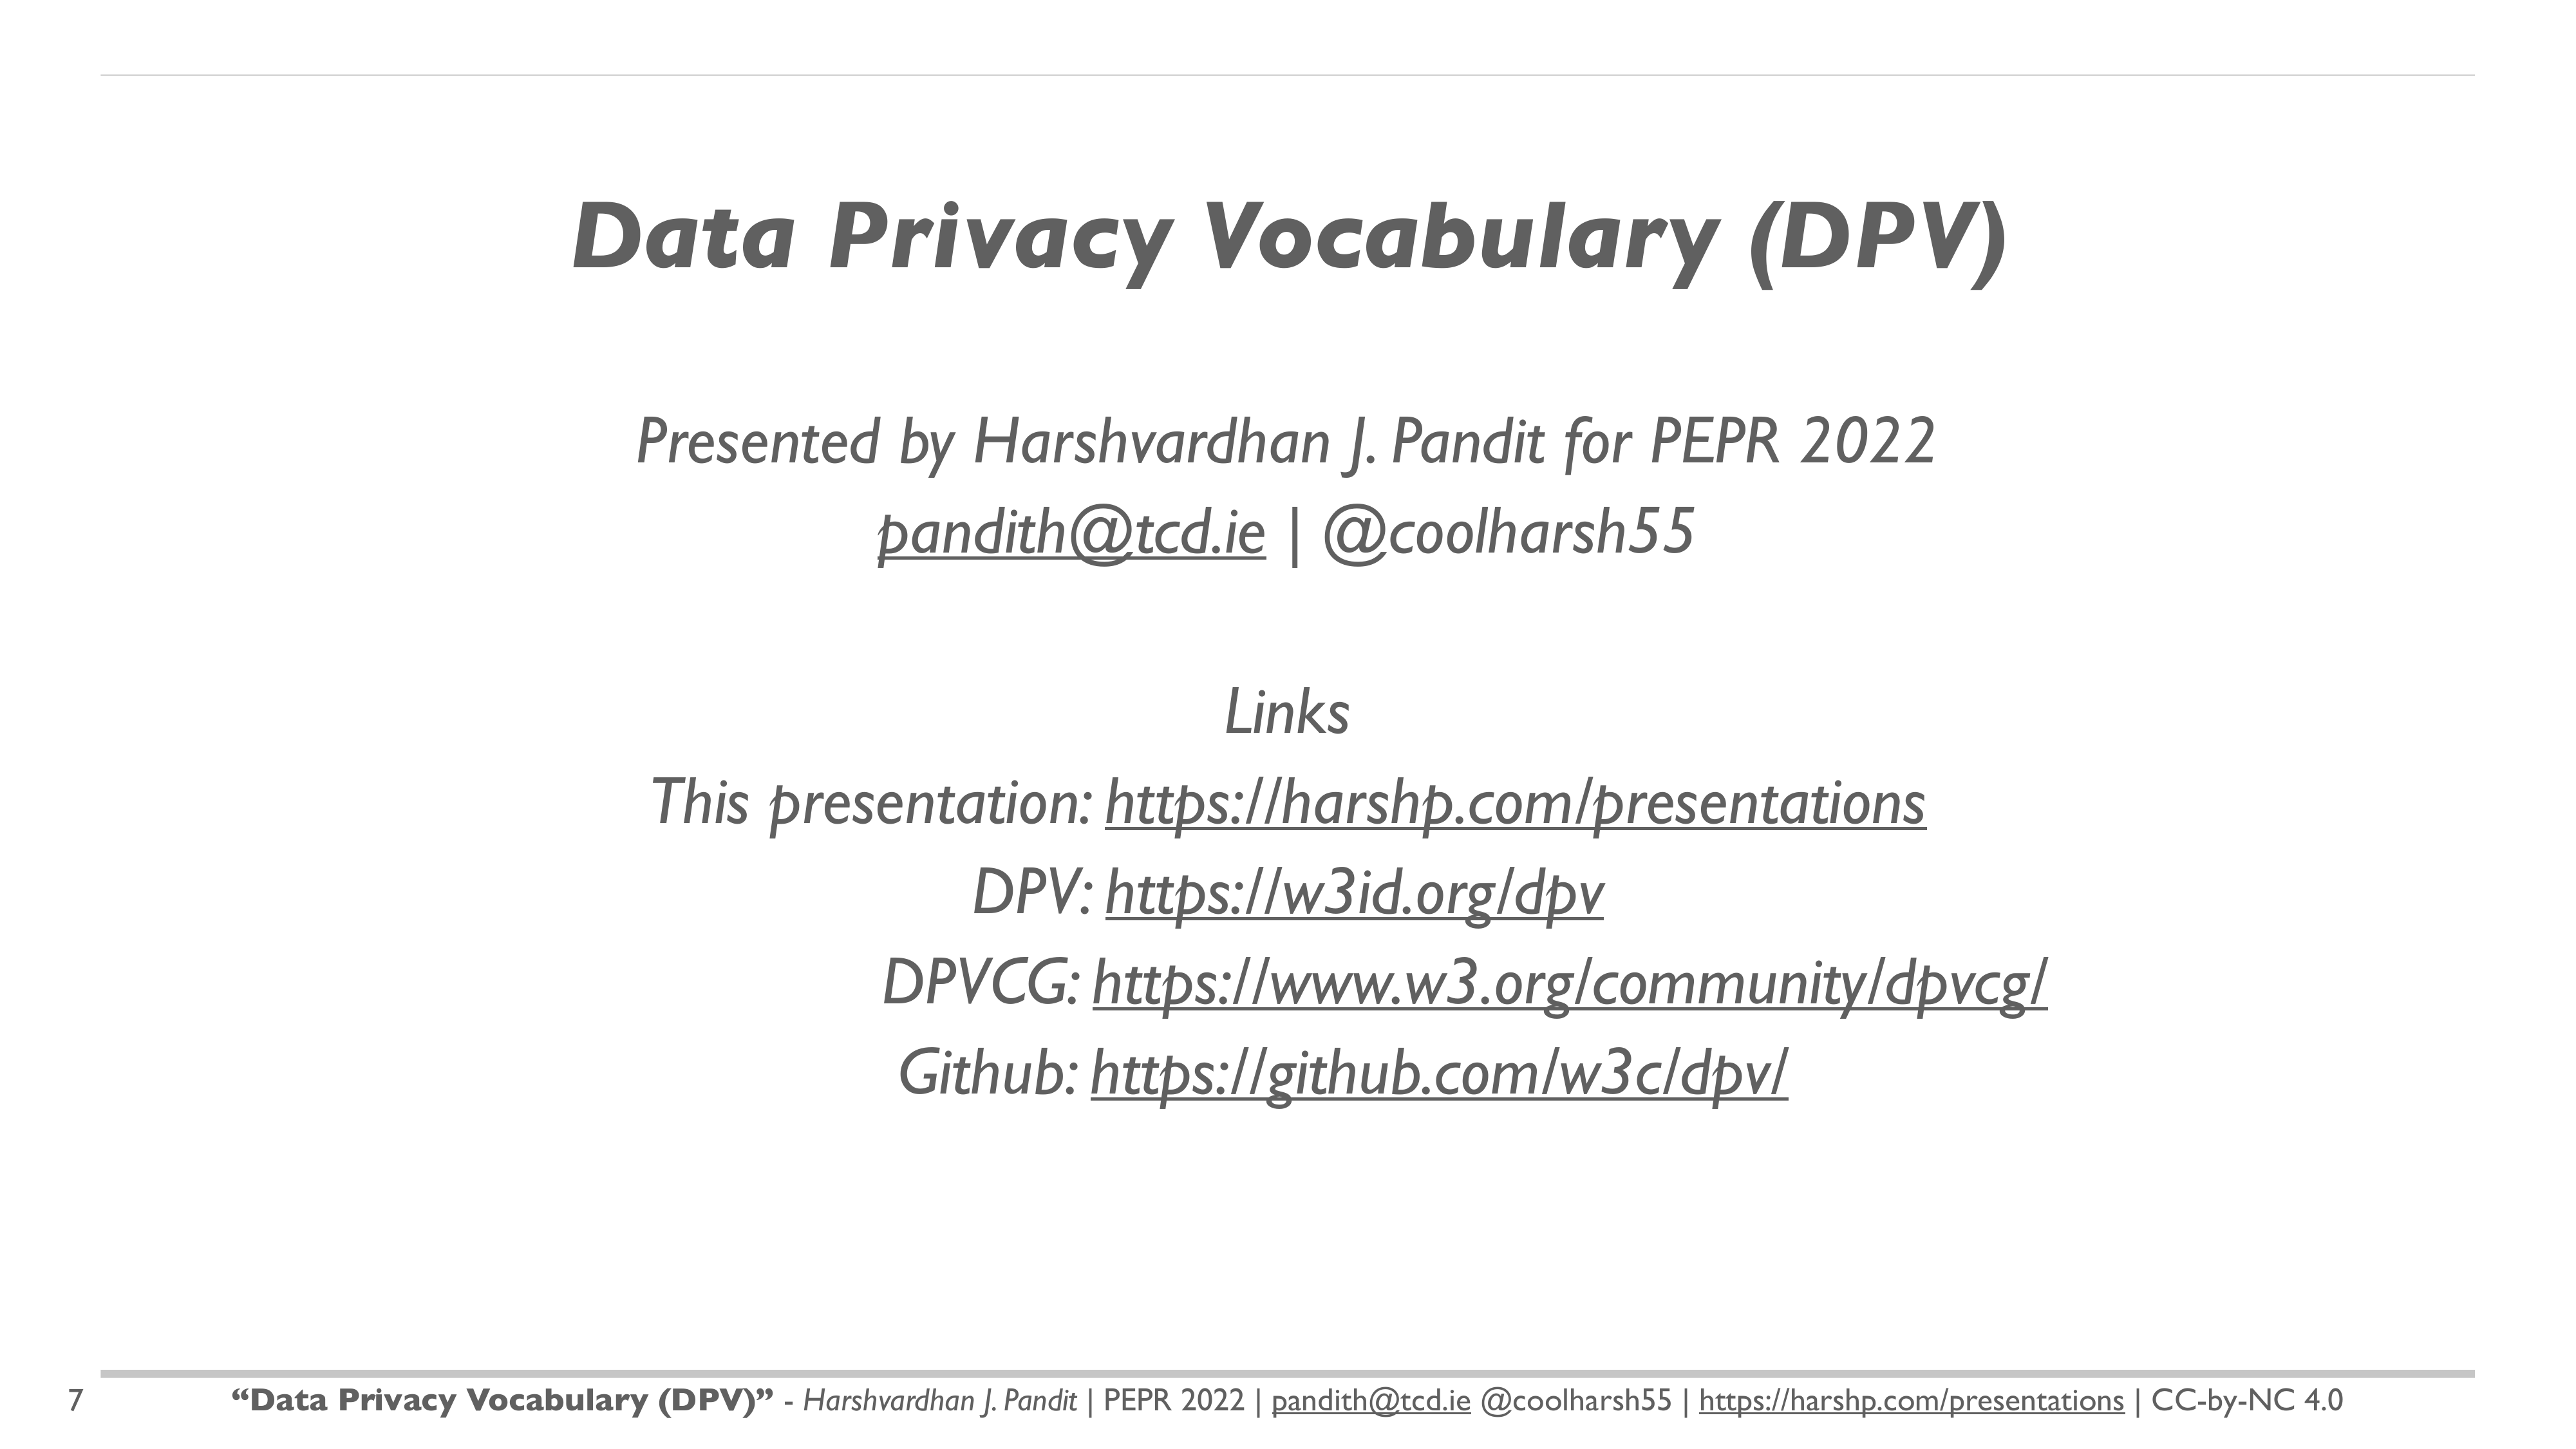 Data Privacy Vocabulary (DPV)
Presented by Harshvardhan J. Pandit for PEPR 2022
pandith@tcd.ie | @coolharsh55
Links
This presentation: https://harshp.com/presentations
DPV: https://w3id.org/dpv
DPVCG: https://www.w3.org/community/dpvcg/
Github: https://github.com/w3c/dpv/
7 “Data Privacy Vocabulary (DPV)” - Harshvardhan J. Pandit | PEPR 2022 | pandith@tcd.ie @coolharsh55 | https://harshp.com/presentations | CC-by-NC 4.0